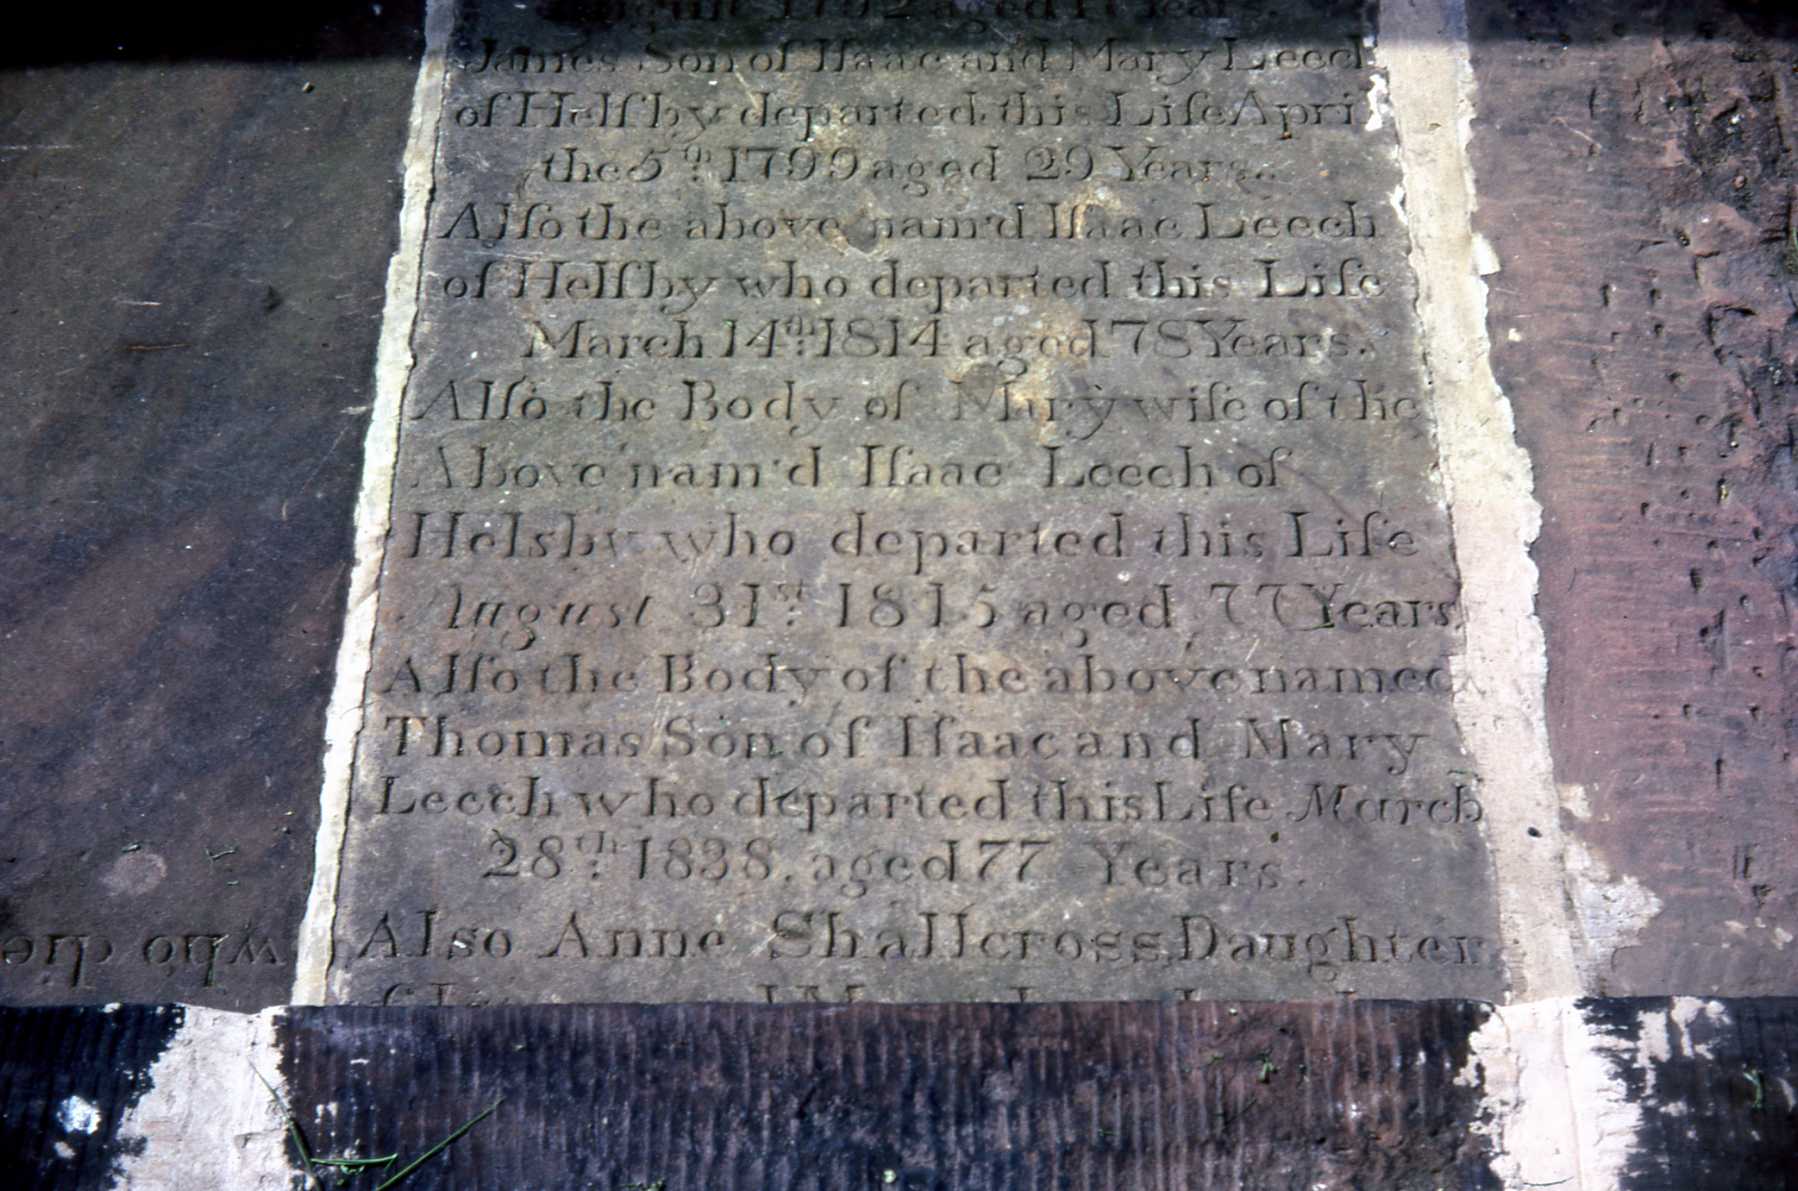 1792 aged
James Son of Iſaac and Mary Leech
of Helſby departed this Life Apri
the 5th. 1799 aged 29 Years.
Alſo the above nam'd Iſaac Leech
of Helſby who departed this Life
March 14th. 1814 aged 78 Years.
Alſo the Body of Mary wife of the
Above nam'd Iſaac Leech of
Helsby who departed this Life
August 31st. 1815 aged 77 Years
Alſo the Body of the above named
Thomas Son of Iſaac and Mary
Leech who departed this Life March
28th. 1838. aged 77 Years.
Also Anne Shallcross Daughter
who die